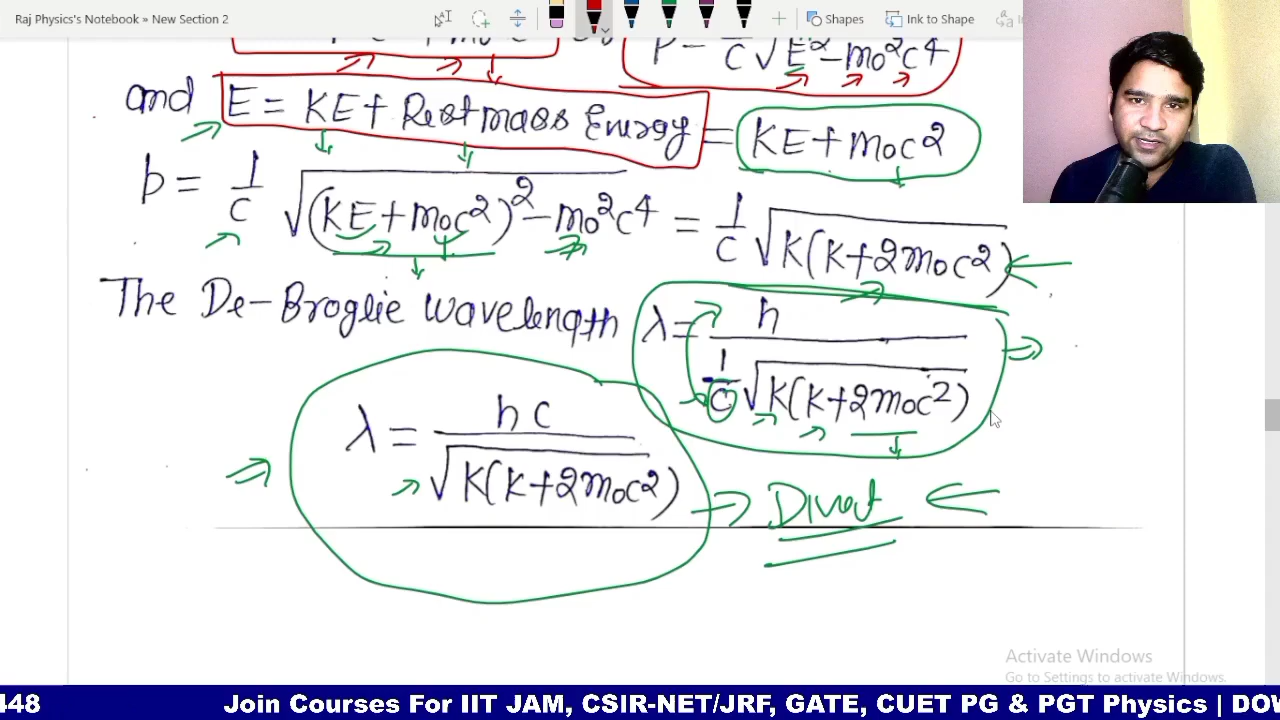 Raj Physics's Notebook » New Section 2
Shapes Ink to Shape
p = 1/C √E² - m₀²c⁴
and E = KE + Rest mass Energy = KE + m₀c²
p = 1/C √(KE + m₀c²)² - m₀²c⁴ = 1/C √K(K+2m₀c²)
The De-Broglie wavelength λ = h / 1/C √K(K+2m₀c²)
λ = hc / √K(K+2m₀c²) → Direct
Activate Windows
Go to Settings to activate Windows.
448 Join Courses For IIT JAM, CSIR-NET/JRF, GATE, CUET PG & PGT Physics |